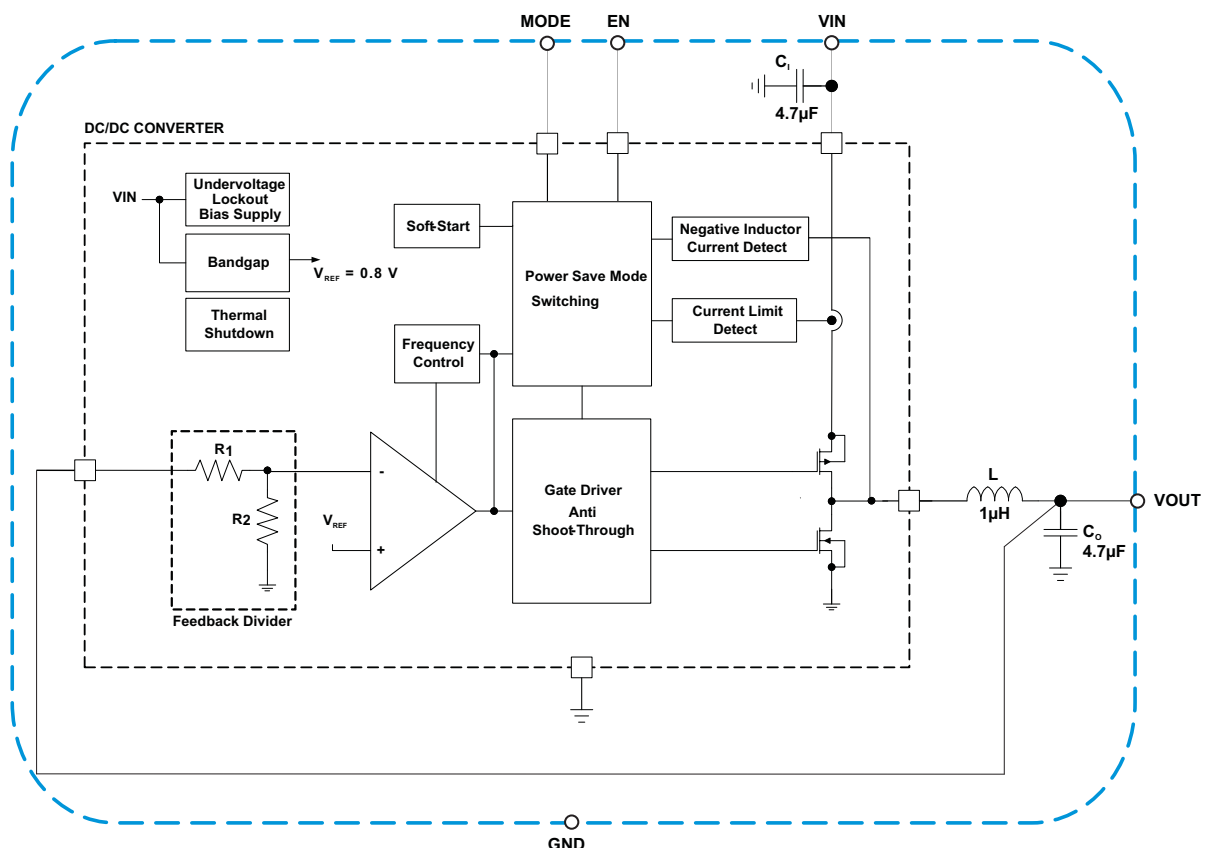 MODE
EN
VIN
CI
4.7µF
DC/DC CONVERTER
VIN
Undervoltage
Lockout
Bias Supply
Bandgap
VREF = 0.8 V
Thermal
Shutdown
Soft-Start
Power Save Mode
Switching
Negative Inductor
Current Detect
Current Limit
Detect
Frequency
Control
R1
R2
Feedback Divider
-
VREF
+
Gate Driver
Anti
Shoot-Through
L
1µH
VOUT
CO
4.7µF
GND